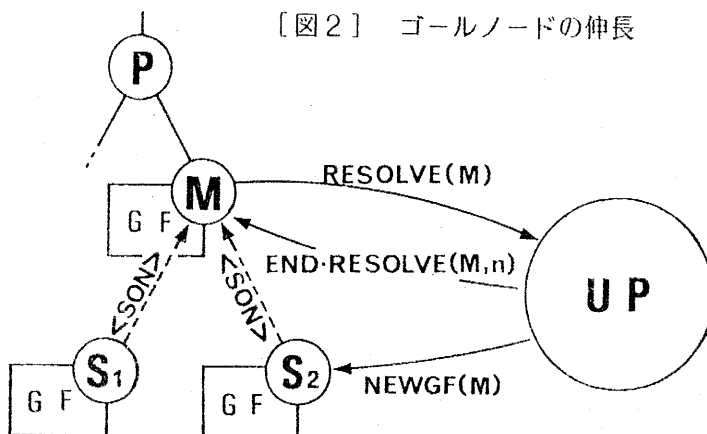 [図2] ゴールノードの伸長
P
RESOLVE(M)
M
G F
END·RESOLVE(M,n)
<SON>
<SON>
U P
S1
S2
G F
G F
NEWGF(M)